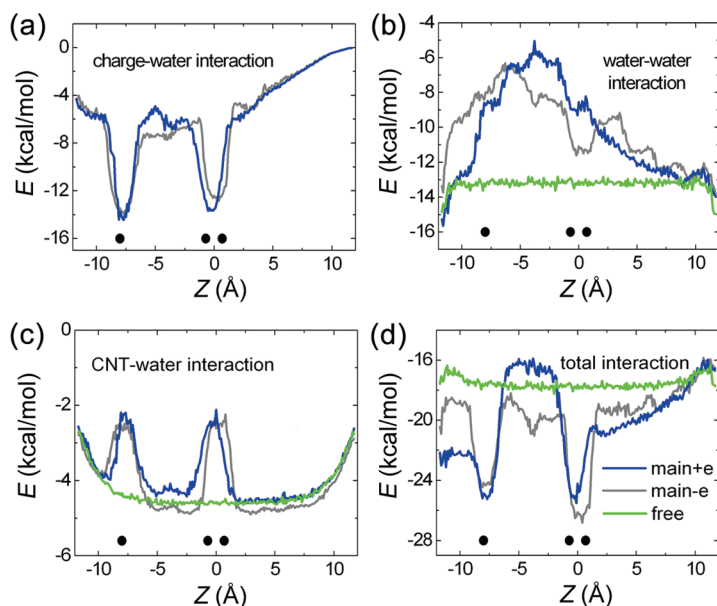 (a)
charge-water interaction
E (kcal/mol)
0
-4
-8
-12
-16
-10 -5 0 5 10
Z (Å)
(b)
water-water
interaction
E (kcal/mol)
-4
-6
-8
-10
-12
-14
-16
-10 -5 0 5 10
Z (Å)
(c)
CNT-water interaction
E (kcal/mol)
0
-2
-4
-6
-10 -5 0 5 10
Z (Å)
(d)
total interaction
E (kcal/mol)
-16
-20
-24
-28
main+e
main-e
free
-10 -5 0 5 10
Z (Å)